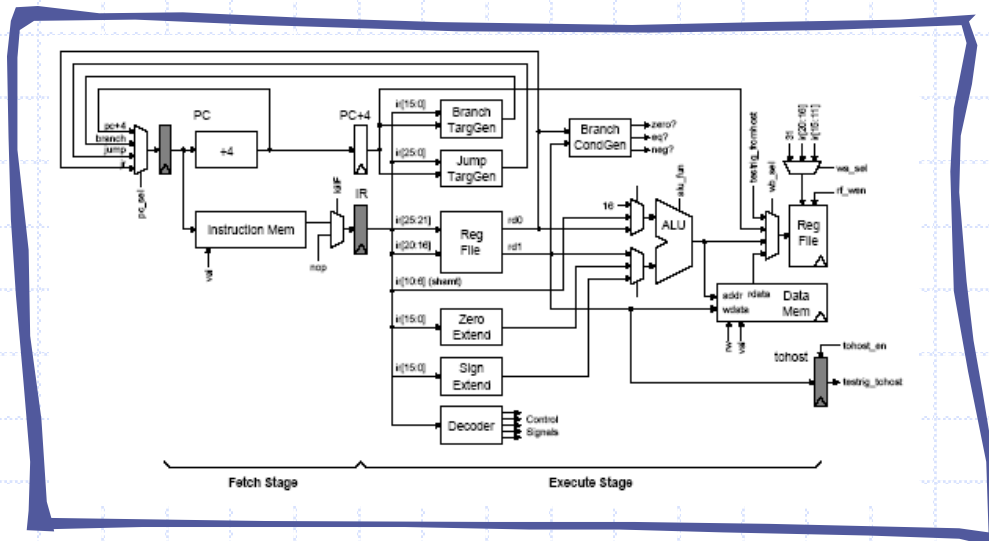 PC
PC+4
pc+4
branch
jump
jr
pc_sel
+4
Instruction Mem
val
nop
kill F
IR
ir[15:0]
Branch
TargGen
ir[25:0]
Jump
TargGen
ir[25:21]
ir[20:16]
Reg
File
rd0
rd1
ir[10:6] (shamt)
ir[15:0]
Zero
Extend
ir[15:0]
Sign
Extend
Decoder
Control
Signals
Branch
CondGen
zero?
eq?
neg?
16
ALU
alu_fun
testrig_fromhost
wb_sel
31
ir[20:16]
ir[15:11]
wa_sel
rf_wen
Reg
File
addr
rdata
wdata
Data
Mem
rw
val
tohost
tohost_en
testrig_tohost
Fetch Stage
Execute Stage